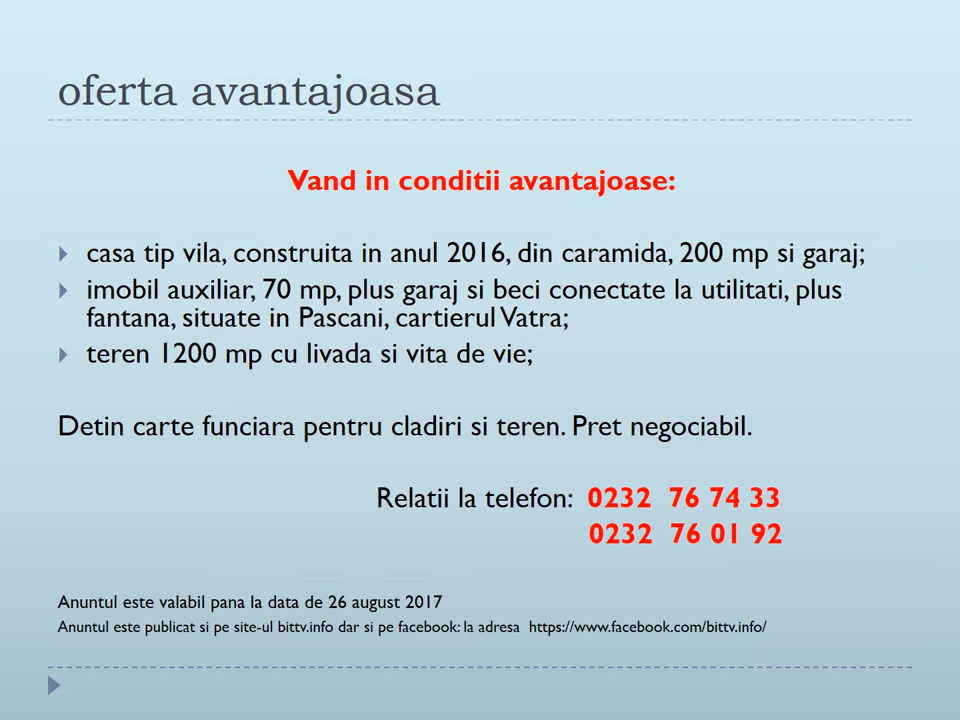 oferta avantajoasa
Vand in conditii avantajoase:
casa tip vila, construita in anul 2016, din caramida, 200 mp si garaj;
imobil auxiliar, 70 mp, plus garaj si beci conectate la utilitati, plus
fantana, situate in Pascani, cartierul Vatra;
teren 1200 mp cu livada si vita de vie;
Detin carte funciara pentru cladiri si teren. Pret negociabil.
Relatii la telefon: 0232 76 74 33
0232 76 01 92
Anuntul este valabil pana la data de 26 august 2017
Anuntul este publicat si pe site-ul bittv.info dar si pe facebook: la adresa https://www.facebook.com/bittv.info/